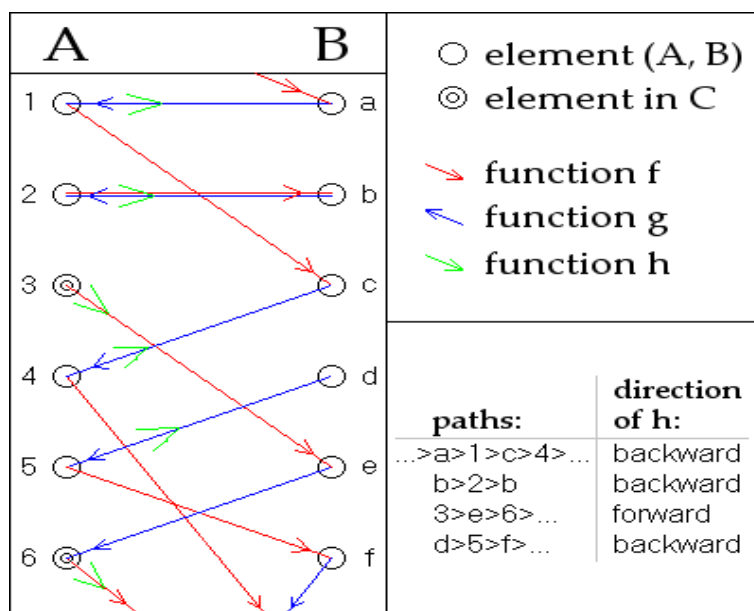 A B
1 a
2 b
3 c
4 d
5 e
6 f
element (A, B)
element in C
function f
function g
function h
paths: direction of h:
...>a>1>c>4>... backward
b>2>b backward
3>e>6>... forward
d>5>f>... backward